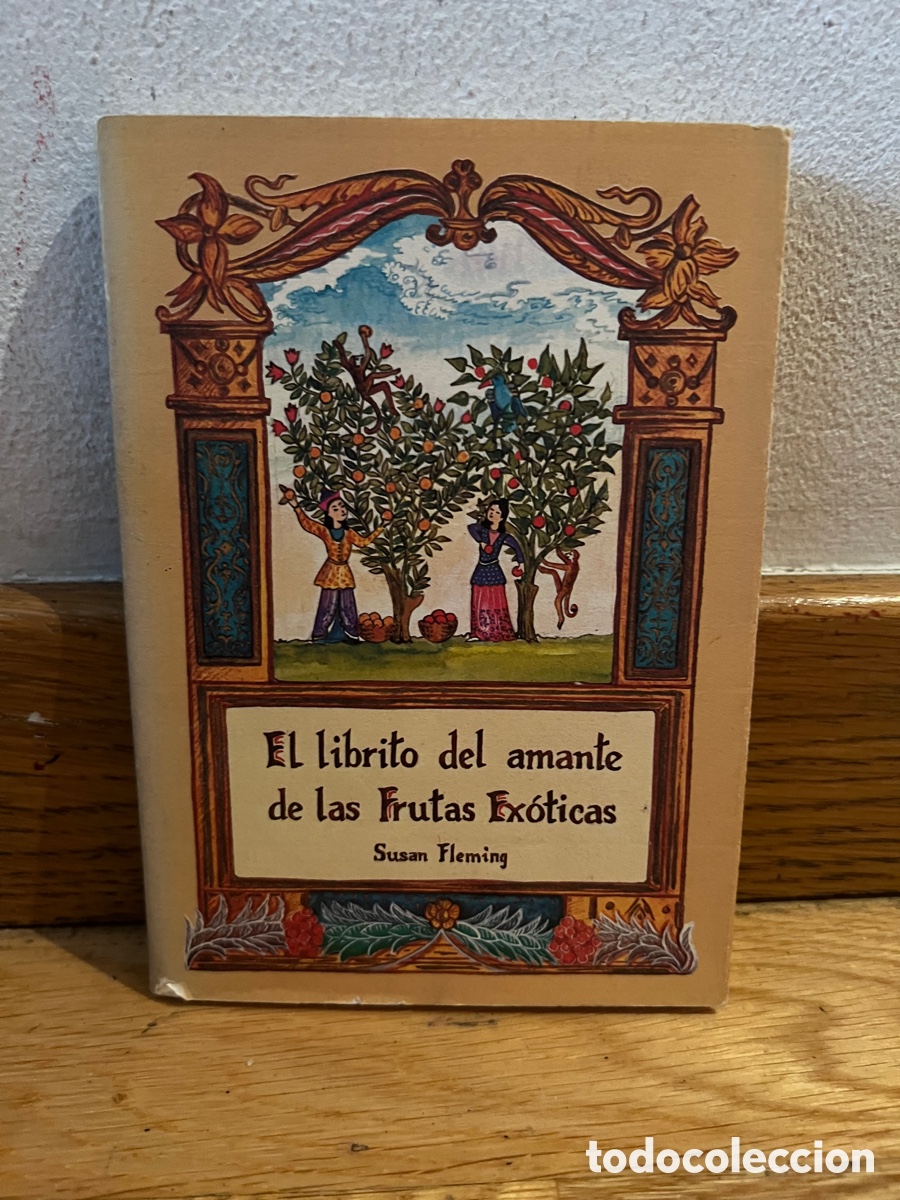 El librito del amante
de las Frutas Exóticas
Susan Fleming
todocoleccion